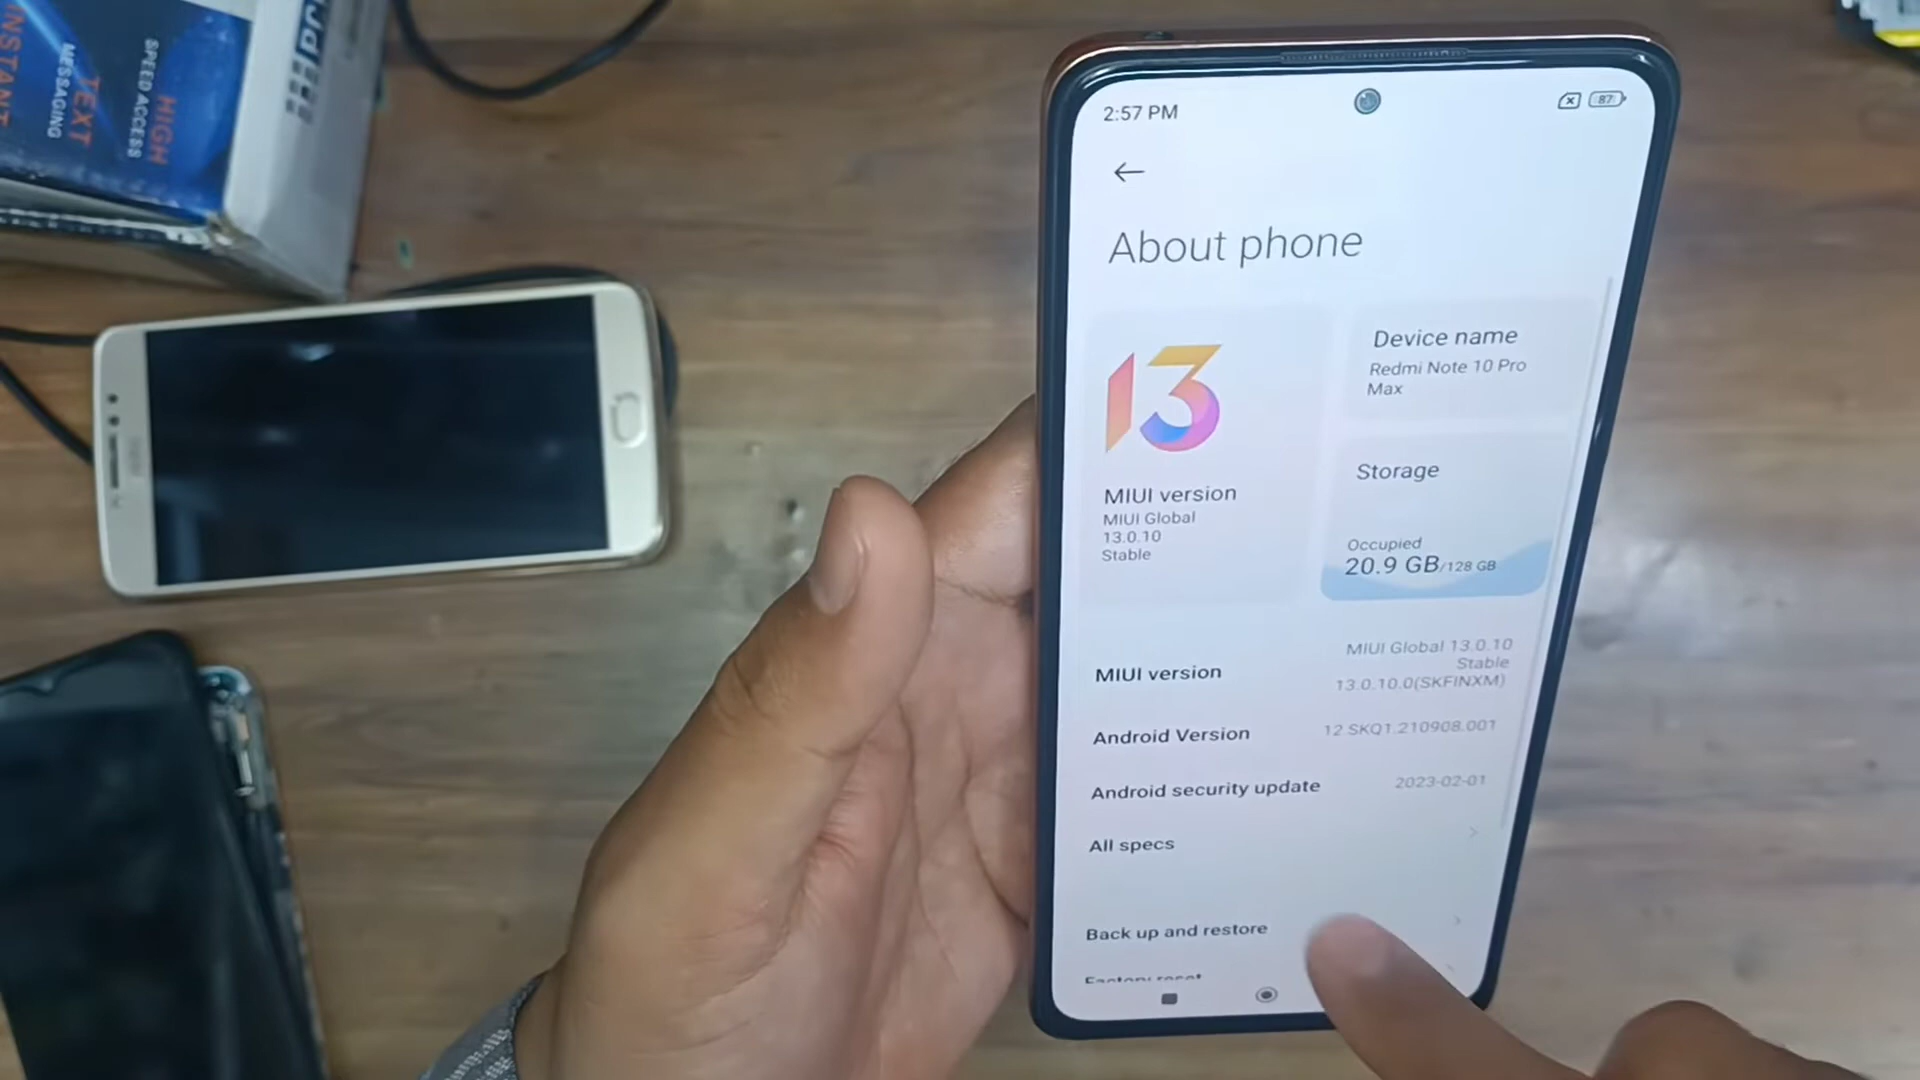 INSTANT
TEXT
MESSAGING
HIGH
SPEED ACCESS
2:57 PM
87
About phone
13
Device name
Redmi Note 10 Pro
Max
MIUI version
MIUI Global
13.0.10
Stable
Storage
Occupied
20.9 GB/128 GB
MIUI version
MIUI Global 13.0.10
Stable
13.0.10.0(SKFINXM)
Android Version
12 SKQ1.210908.001
Android security update
2023-02-01
All specs
Back up and restore
Factory reset